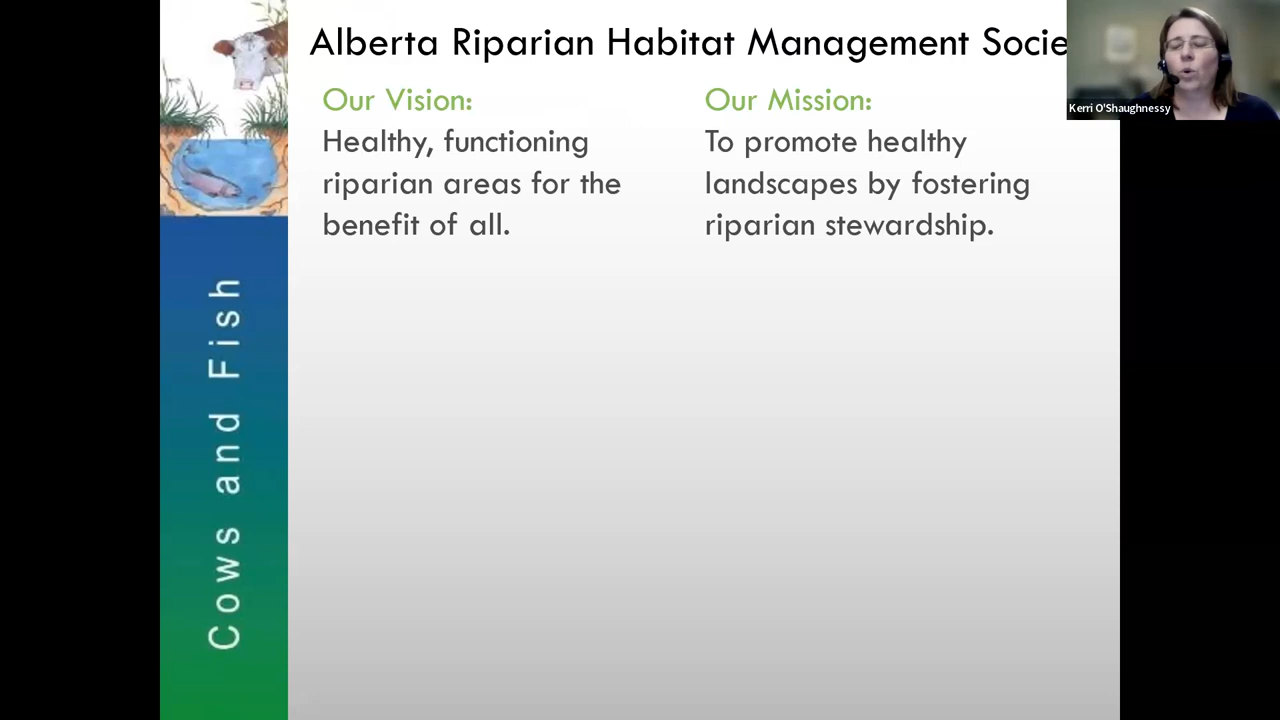 Alberta Riparian Habitat Management Socie
Kerri O'Shaughnessy
Our Vision:
Healthy, functioning
riparian areas for the
benefit of all.
Our Mission:
To promote healthy
landscapes by fostering
riparian stewardship.
Cows and Fish